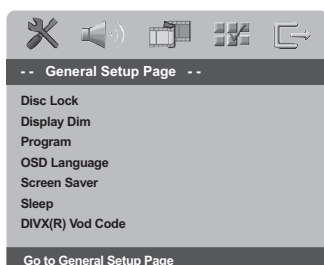 - - General Setup Page - -
Disc Lock
Display Dim
Program
OSD Language
Screen Saver
Sleep
DIVX(R) Vod Code
Go to General Setup Page